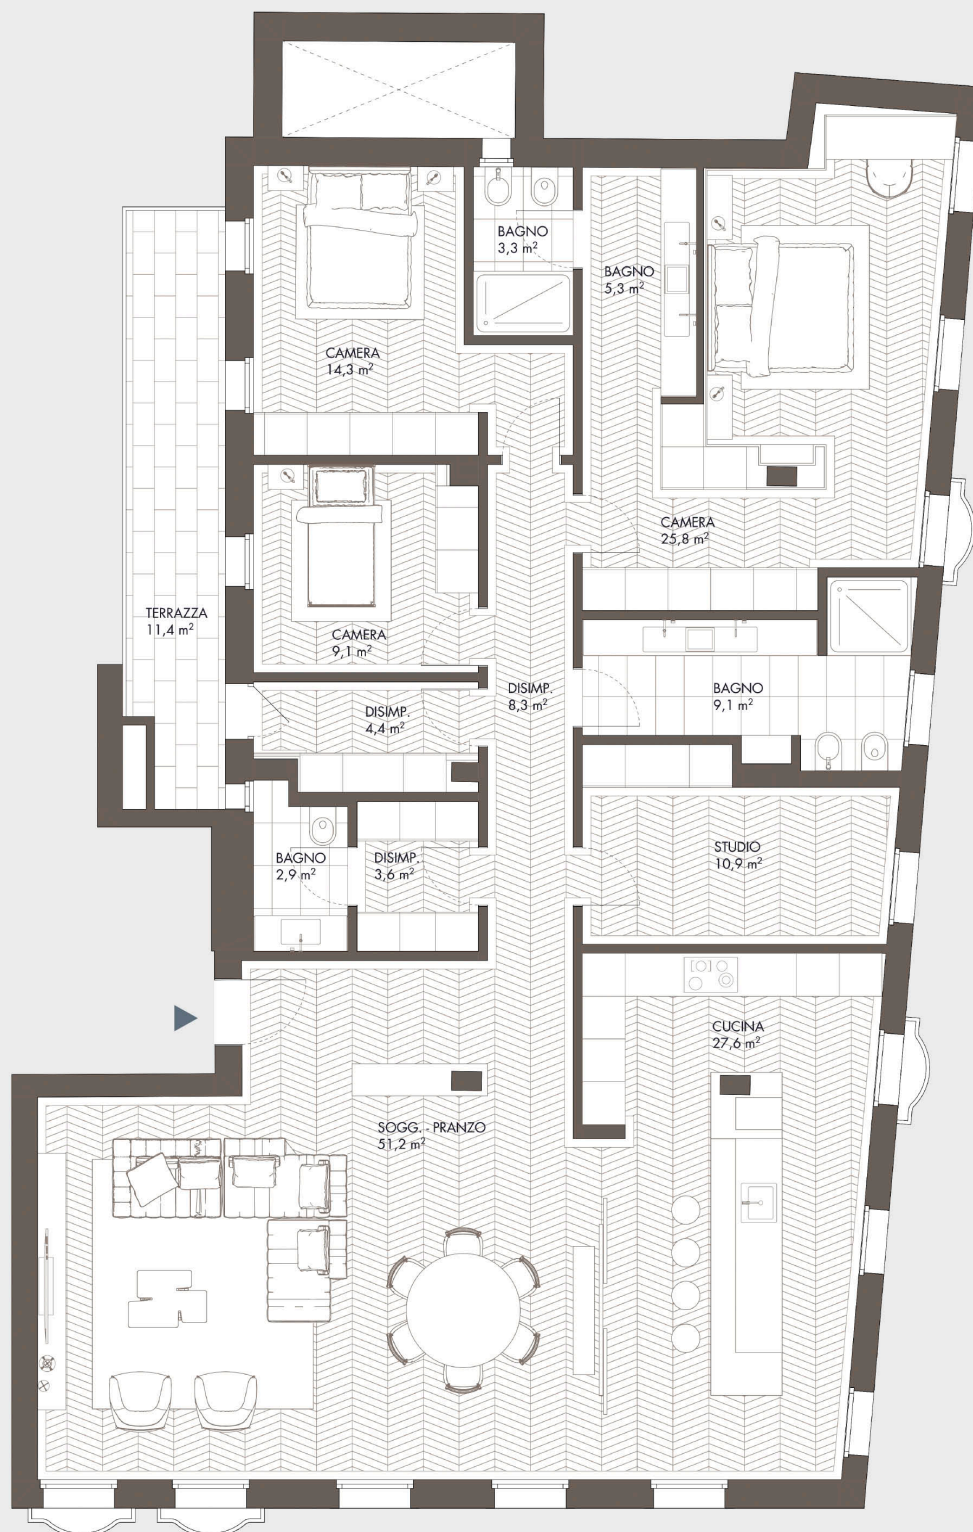 BAGNO
3,3 m²
BAGNO
5,3 m²
CAMERA
14,3 m²
CAMERA
25,8 m²
TERRAZZA
11,4 m²
CAMERA
9,1 m²
DISIMP.
4,4 m²
DISIMP.
8,3 m²
BAGNO
9,1 m²
BAGNO
2,9 m²
DISIMP.
3,6 m²
STUDIO
10,9 m²
CUCINA
27,6 m²
SOGG. - PRANZO
51,2 m²